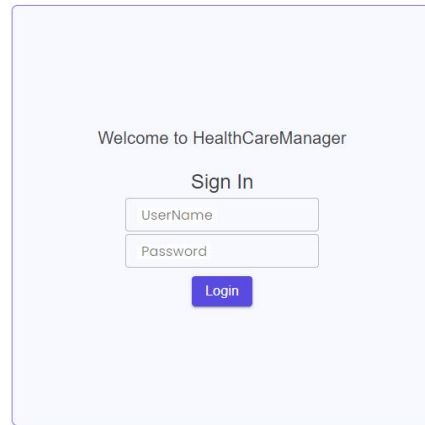 Welcome to HealthCareManager
Sign In
UserName
Password
Login